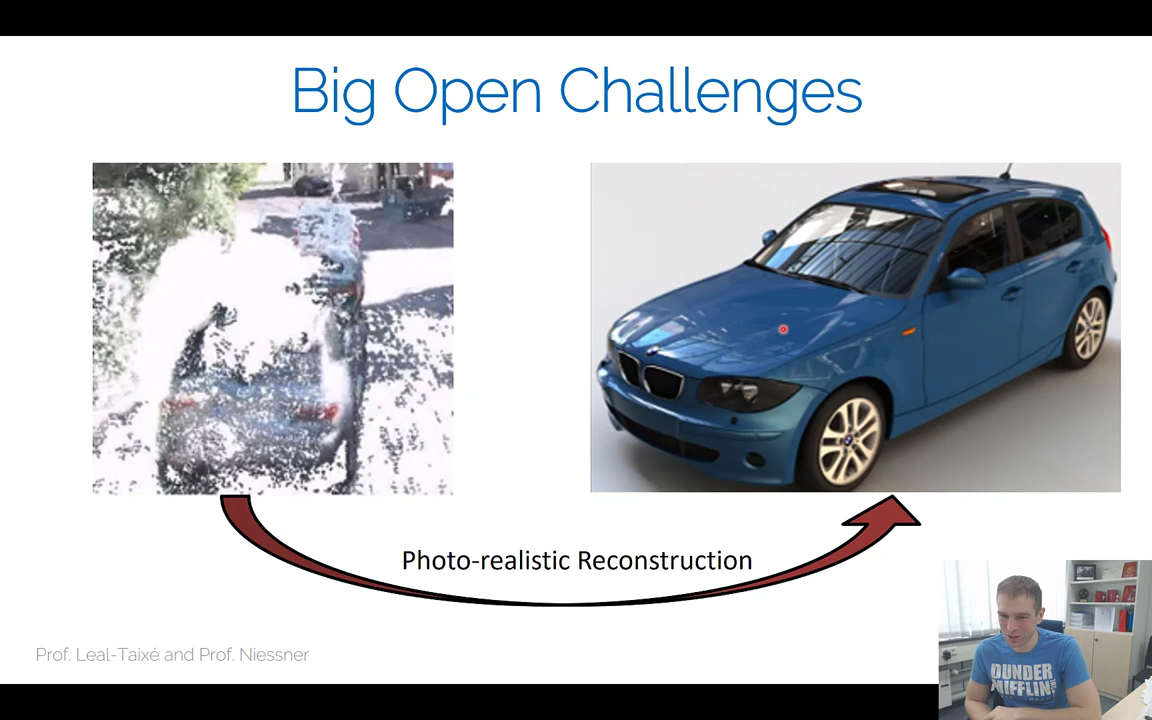 Big Open Challenges
Photo-realistic Reconstruction
Prof. Leal-Taixé and Prof. Niessner
DUNDER
MIFFLIN